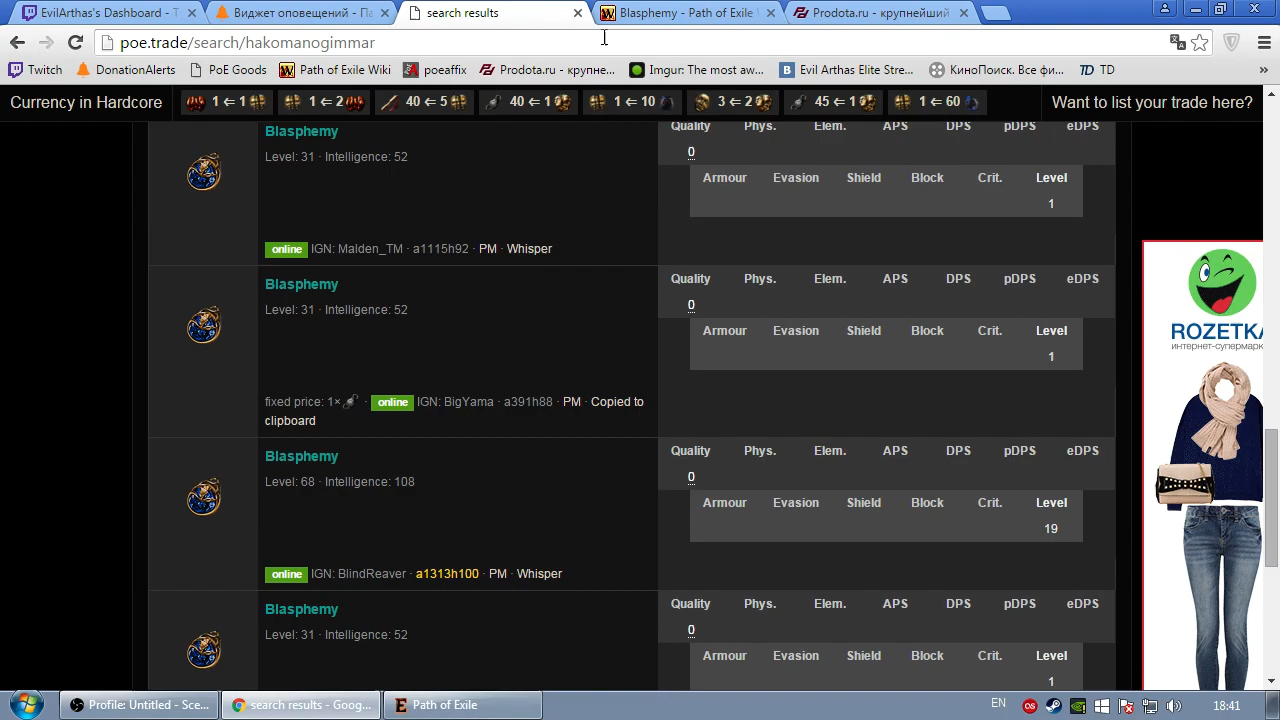 EvilArthas's Dashboard - T
Виджет оповещений - Па
search results
Blasphemy - Path of Exile
Prodota.ru - крупнейший
poe.trade/search/hakomanogimmar
Twitch
DonationAlerts
PoE Goods
Path of Exile Wiki
poeaffix
Prodota.ru - крупне...
Imgur: The most aw...
B Evil Arthas Elite Stre...
КиноПоиск. Все фи...
TD TD
»
Currency in Hardcore
1 ⇐ 1
1 ⇐ 2
40 ⇐ 5
40 ⇐ 1
1 ⇐ 10
3 ⇐ 2
45 ⇐ 1
1 ⇐ 60
Want to list your trade here?
Blasphemy
Level: 31 · Intelligence: 52
Quality Phys. Elem. APS DPS pDPS eDPS
0
Armour Evasion Shield Block Crit. Level
1
online IGN: Malden_TM · a1115h92 · PM · Whisper
Blasphemy
Level: 31 · Intelligence: 52
Quality Phys. Elem. APS DPS pDPS eDPS
0
Armour Evasion Shield Block Crit. Level
1
fixed price: 1× · online IGN: BigYama · a391h88 · PM · Copied to
clipboard
Blasphemy
Level: 68 · Intelligence: 108
Quality Phys. Elem. APS DPS pDPS eDPS
0
Armour Evasion Shield Block Crit. Level
19
online IGN: BlindReaver · a1313h100 · PM · Whisper
Blasphemy
Level: 31 · Intelligence: 52
Quality Phys. Elem. APS DPS pDPS eDPS
0
Armour Evasion Shield Block Crit. Level
1
ROZETKA
интернет-супермарк
Profile: Untitled - Sce...
search results - Goog...
Path of Exile
EN
18:41